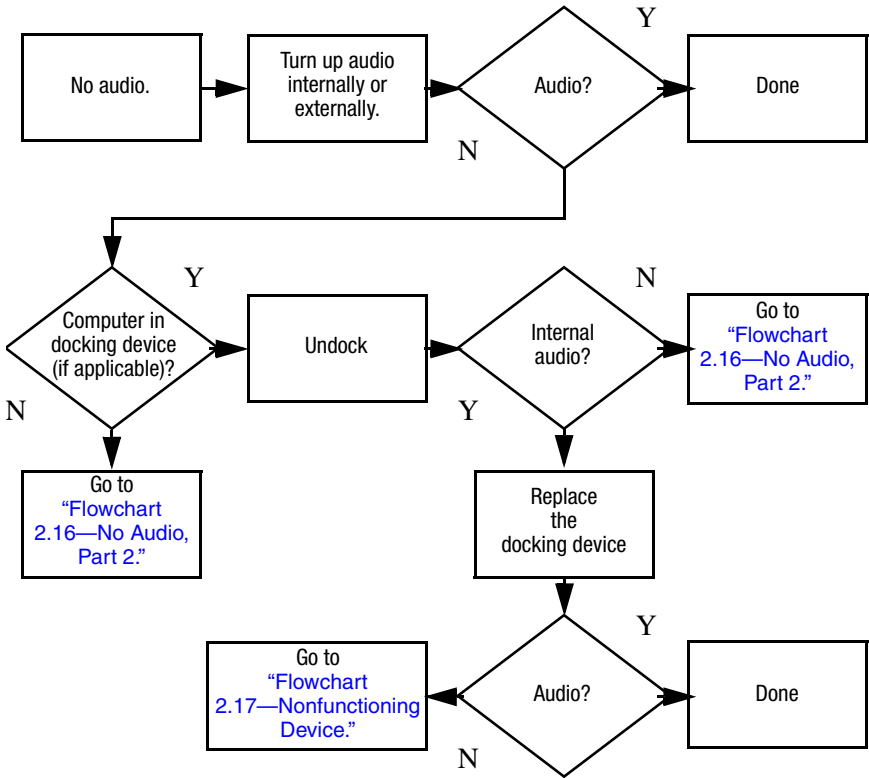 Y
No audio.
Turn up audio
internally or
externally.
Audio?
Done
N
Y
N
Computer in
docking device
(if applicable)?
Undock
Internal
audio?
Go to
“Flowchart
2.16—No Audio,
Part 2.”
N
Y
Go to
“Flowchart
2.16—No Audio,
Part 2.”
Replace
the
docking device
Y
Go to
“Flowchart
2.17—Nonfunctioning
Device.”
Audio?
Done
N